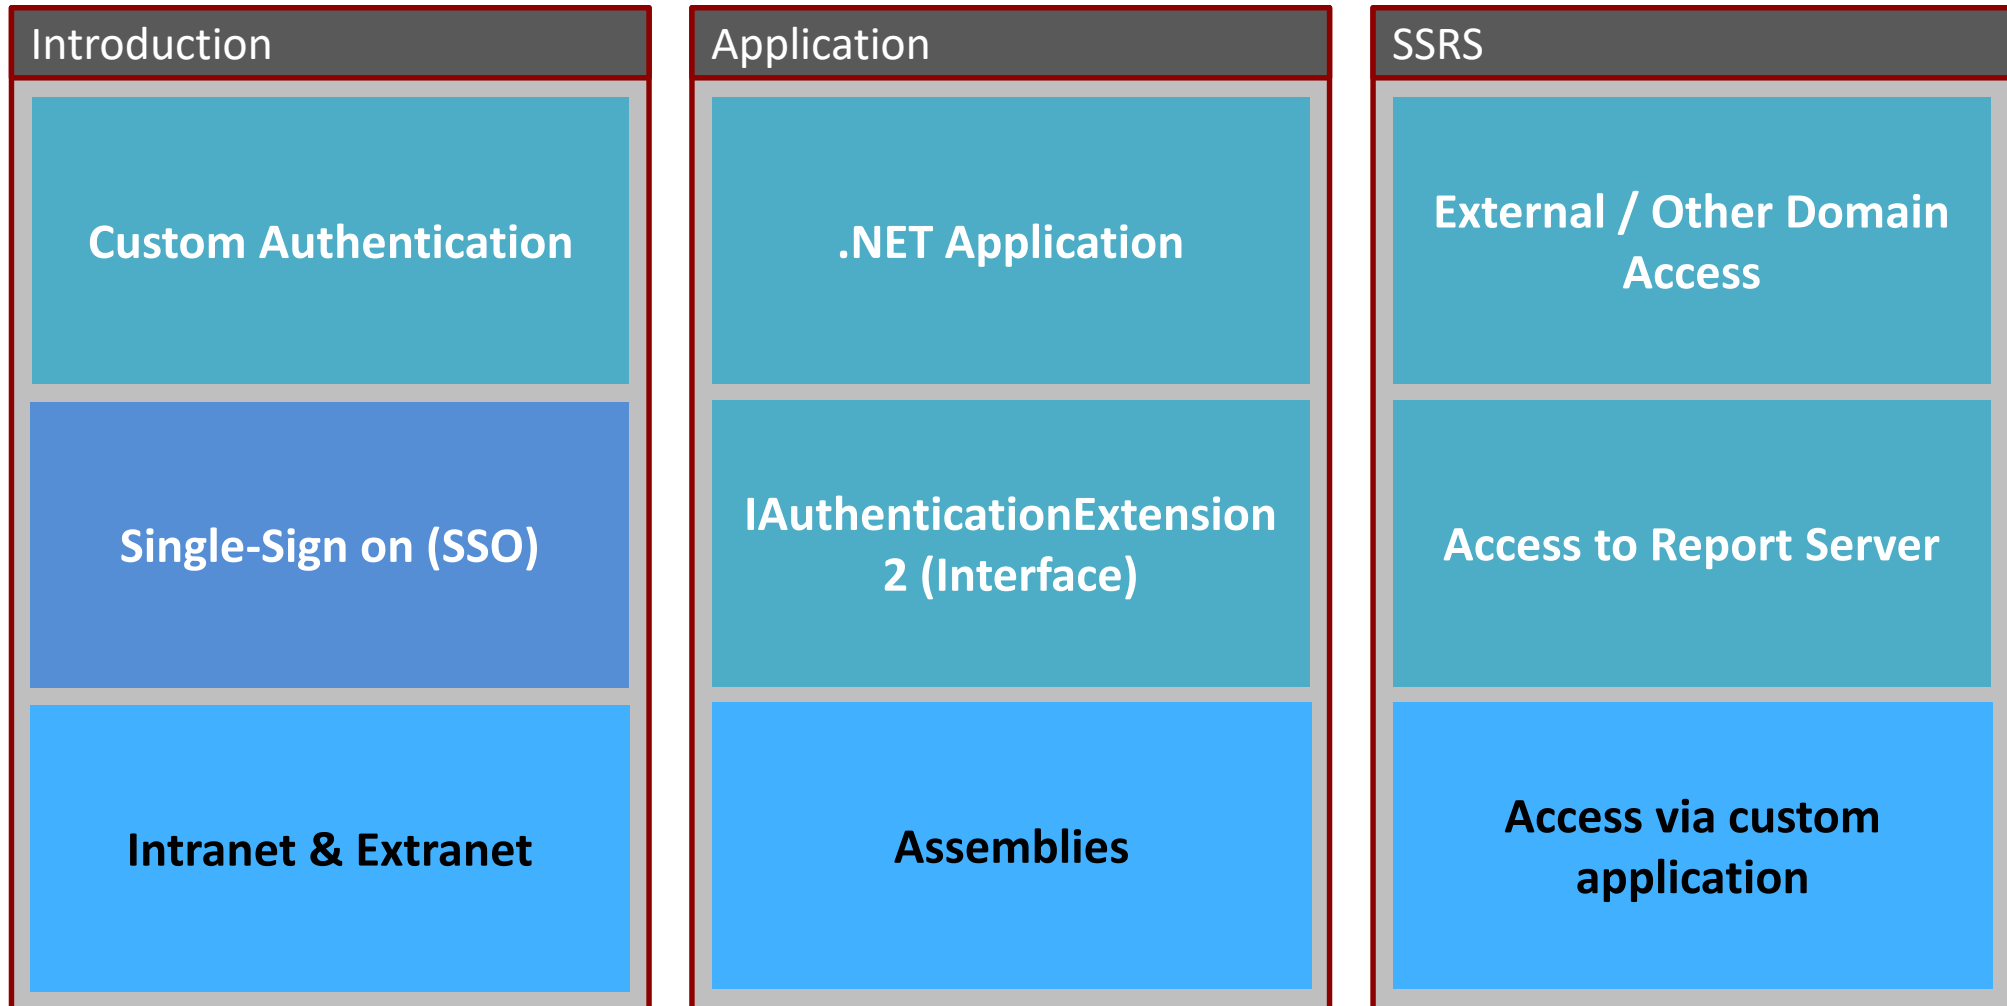 Introduction
Custom Authentication
Single-Sign on (SSO)
Intranet & Extranet
Application
.NET Application
IAuthenticationExtension
2 (Interface)
Assemblies
SSRS
External / Other Domain
Access
Access to Report Server
Access via custom
application